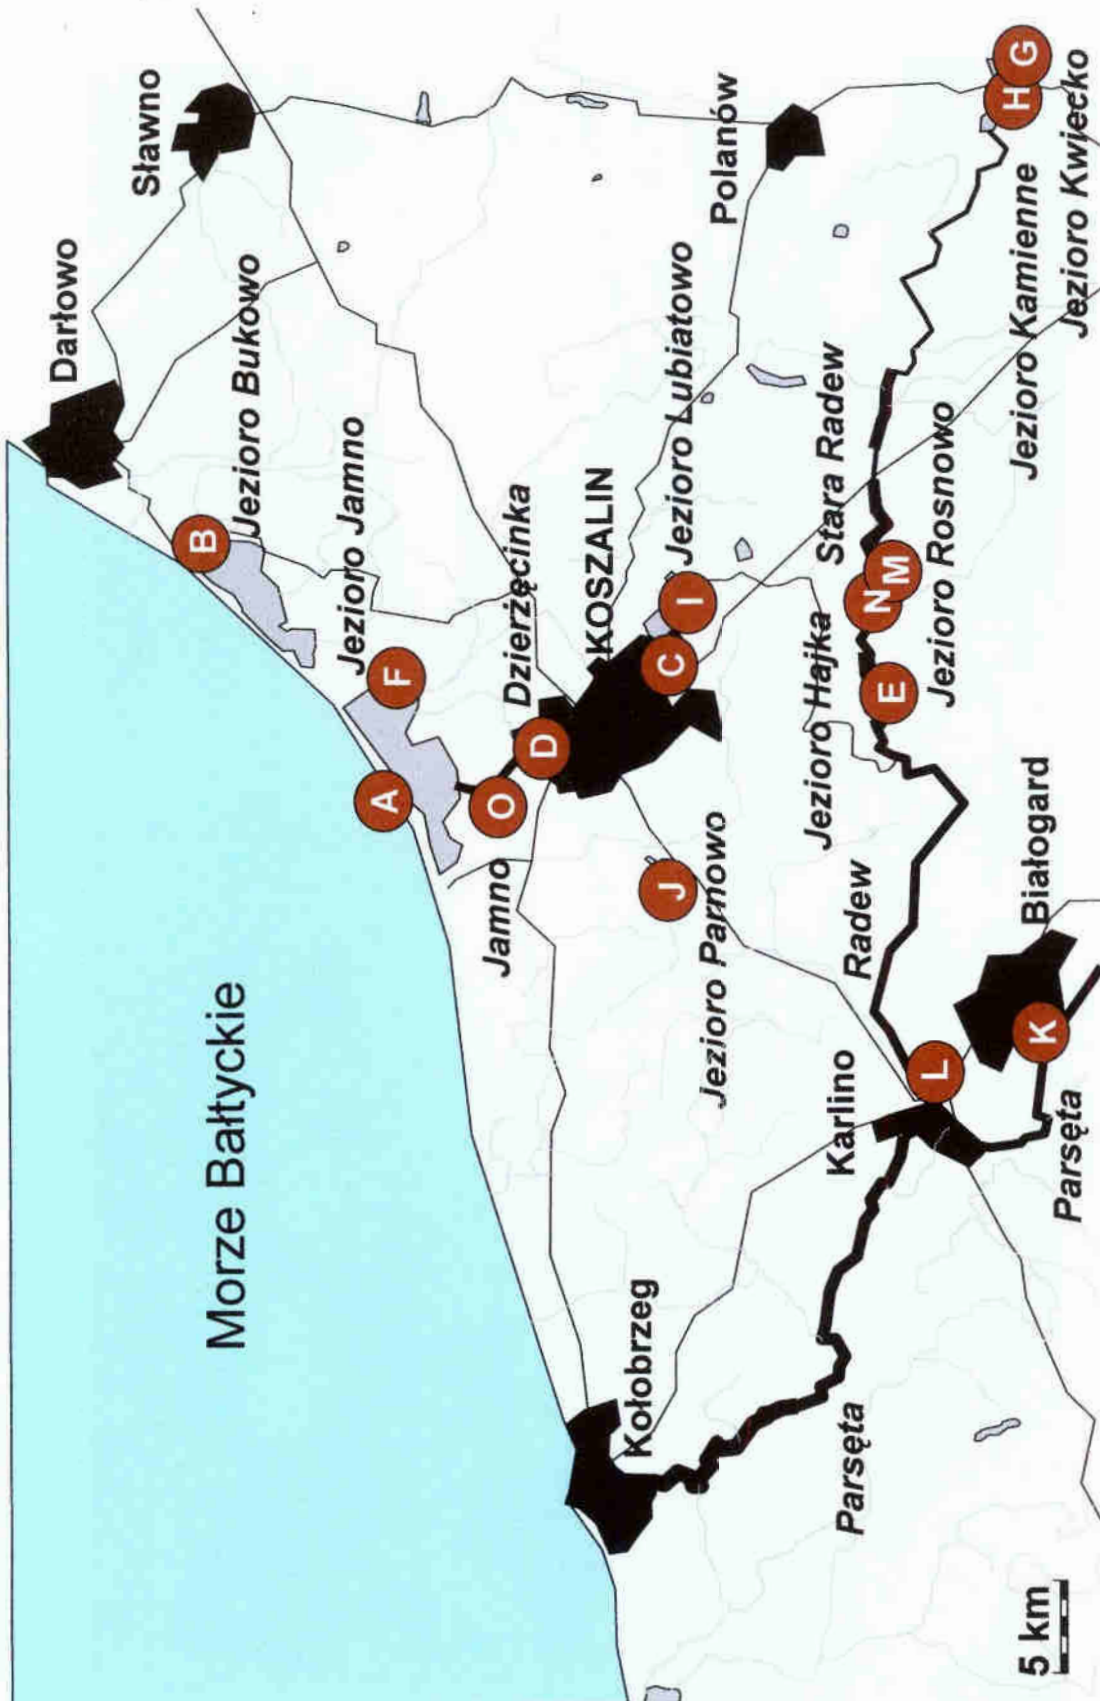 Darłowo
Sławno
B
Morze Bałtyckie
Jezioro Bukowo
Jezioro Jamno
A
F
Jamno
O
Dzierżęcinka
D
KOSZALIN
Kołobrzeg
J
C
Jezioro Lubiatowo
I
Jezioro Parnowo
Polanów
Jezioro Hajka
Stara Radew
Karlino
Parsęta
Radew
N
E
M
L
Jezioro Rosnowo
H
G
5 km
Białogard
Jezioro Kamienne
K
Parsęta
Jezioro Kwiecko